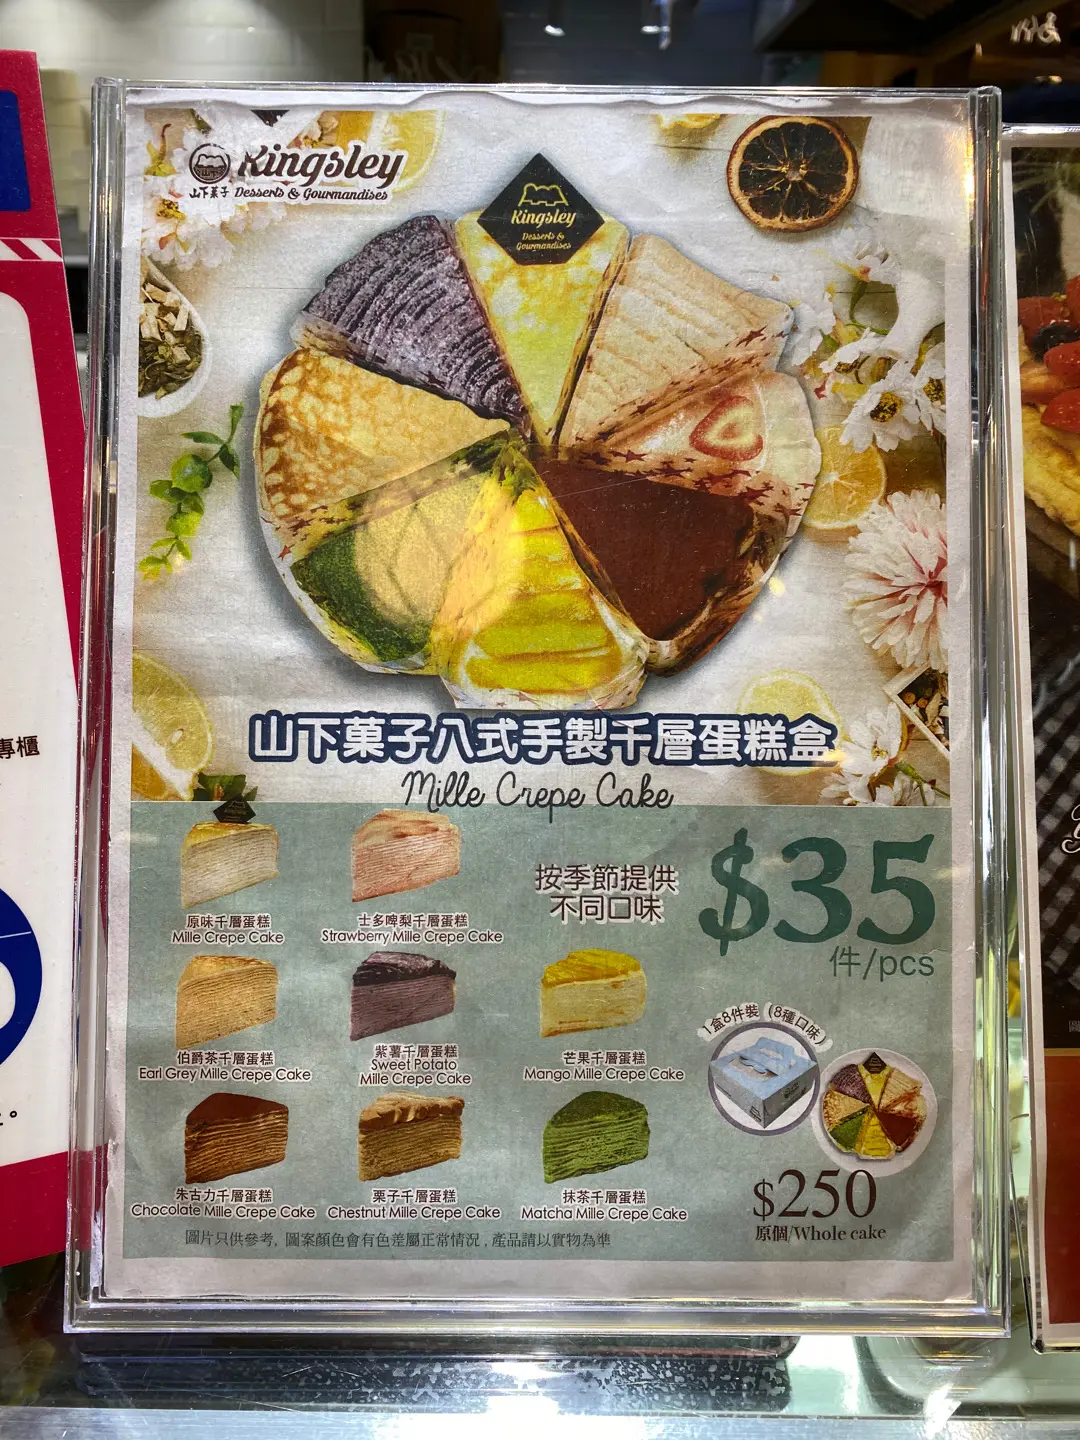 Kingsley
山下菓子 Desserts & Gourmandises
Kingsley
Desserts &
Gourmandises
專櫃
山下菓子八式手製千層蛋糕盒
Mille Crepe Cake
原味千層蛋糕
Mille Crepe Cake
士多啤梨千層蛋糕
Strawberry Mille Crepe Cake
按季節提供
不同口味
$35
件/pcs
伯爵茶千層蛋糕
Earl Grey Mille Crepe Cake
紫薯千層蛋糕
Sweet Potato
Mille Crepe Cake
芒果千層蛋糕
Mango Mille Crepe Cake
1盒8件裝（8種口味）
朱古力千層蛋糕
Chocolate Mille Crepe Cake
栗子千層蛋糕
Chestnut Mille Crepe Cake
抹茶千層蛋糕
Matcha Mille Crepe Cake
$250
原個/Whole cake
圖片只供參考, 圖案顏色會有色差屬正常情況 , 產品請以實物為準